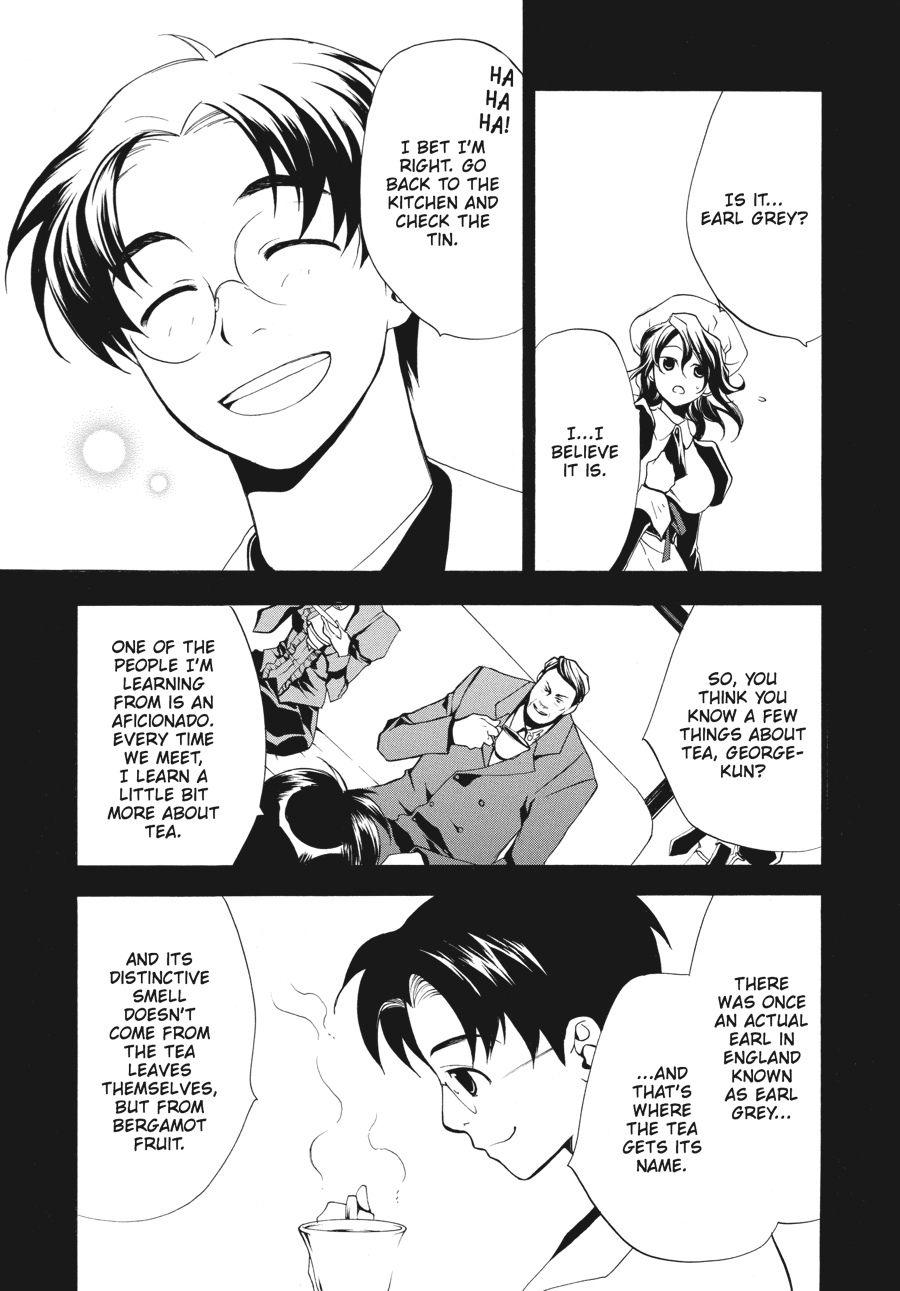 IS IT...
EARL GREY?
I...I
BELIEVE
IT IS.
HA
HA
HA!
I BET I'M
RIGHT. GO
BACK TO THE
KITCHEN AND
CHECK THE
TIN.
SO, YOU
THINK YOU
KNOW A FEW
THINGS ABOUT
TEA, GEORGE-
KUN?
ONE OF THE
PEOPLE I'M
LEARNING
FROM IS AN
AFICIONADO.
EVERY TIME
WE MEET,
I LEARN A
LITTLE BIT
MORE ABOUT
TEA.
THERE
WAS ONCE
AN ACTUAL
EARL IN
ENGLAND
KNOWN
AS EARL
GREY...
...AND
THAT'S
WHERE
THE TEA
GETS ITS
NAME.
AND ITS
DISTINCTIVE
SMELL
DOESN'T
COME FROM
THE TEA
LEAVES
THEMSELVES,
BUT FROM
BERGAMOT
FRUIT.